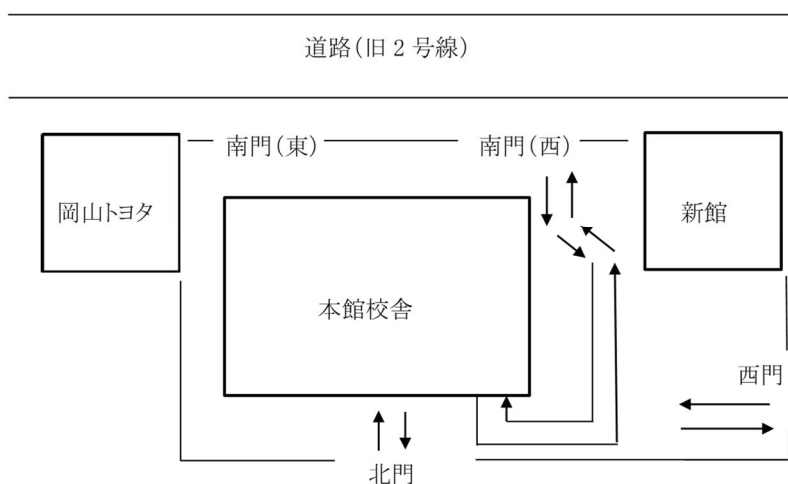 道路(旧2号線)
南門(東)
南門(西)
岡山トヨタ
新館
本館校舎
西門
北門